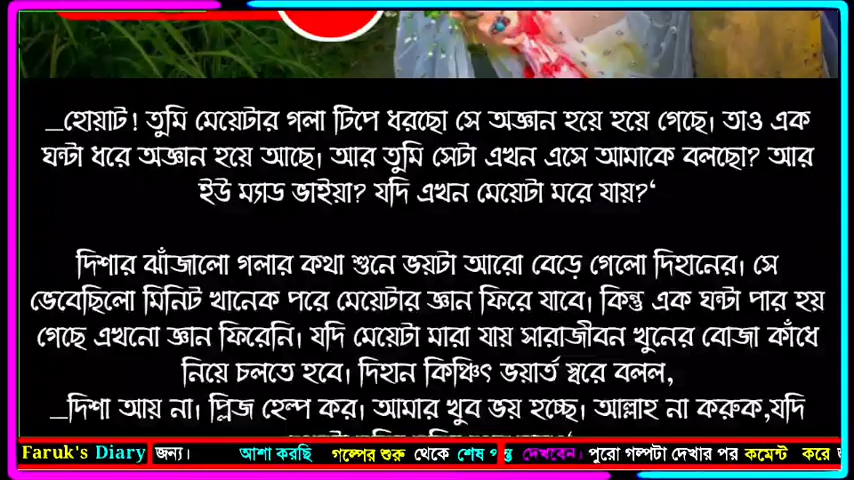 _হোয়াট! তুমি মেয়েটার গলা টিপে ধরছো সে অজ্ঞান হয়ে হয়ে গেছে। তাও এক
ঘন্টা ধরে অজ্ঞান হয়ে আছে। আর তুমি সেটা এখন এসে আমাকে বলছো? আর
ইউ ম্যাড ভাইয়া? যদি এখন মেয়েটা মরে যায়?‘
দিশার ঝাঁজালো গলার কথা শুনে ভয়টা আরো বেড়ে গেলো দিহানের। সে
ভেবেছিলো মিনিট খানেক পরে মেয়েটার জ্ঞান ফিরে যাবে। কিন্তু এক ঘন্টা পার হয়
গেছে এখনো জ্ঞান ফিরেনি। যদি মেয়েটা মারা যায় সারাজীবন খুনের বোজা কাঁধে
নিয়ে চলতে হবে। দিহান কিঞ্চিৎ ভয়ার্ত স্বরে বলল,
_দিশা আয় না। প্লিজ হেল্প কর। আমার খুব ভয় হচ্ছে। আল্লাহ না করুক,যদি
Faruk's Diary জন্য। আশা করছি গল্পের শুরু থেকে শেষ দেখবেন। পুরো গল্পটা দেখার পর কমেন্ট করে